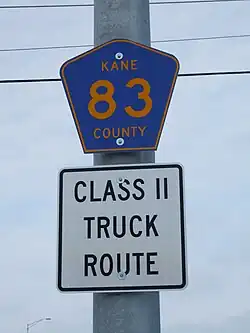 KANE
83
COUNTY
CLASS II
TRUCK
ROUTE